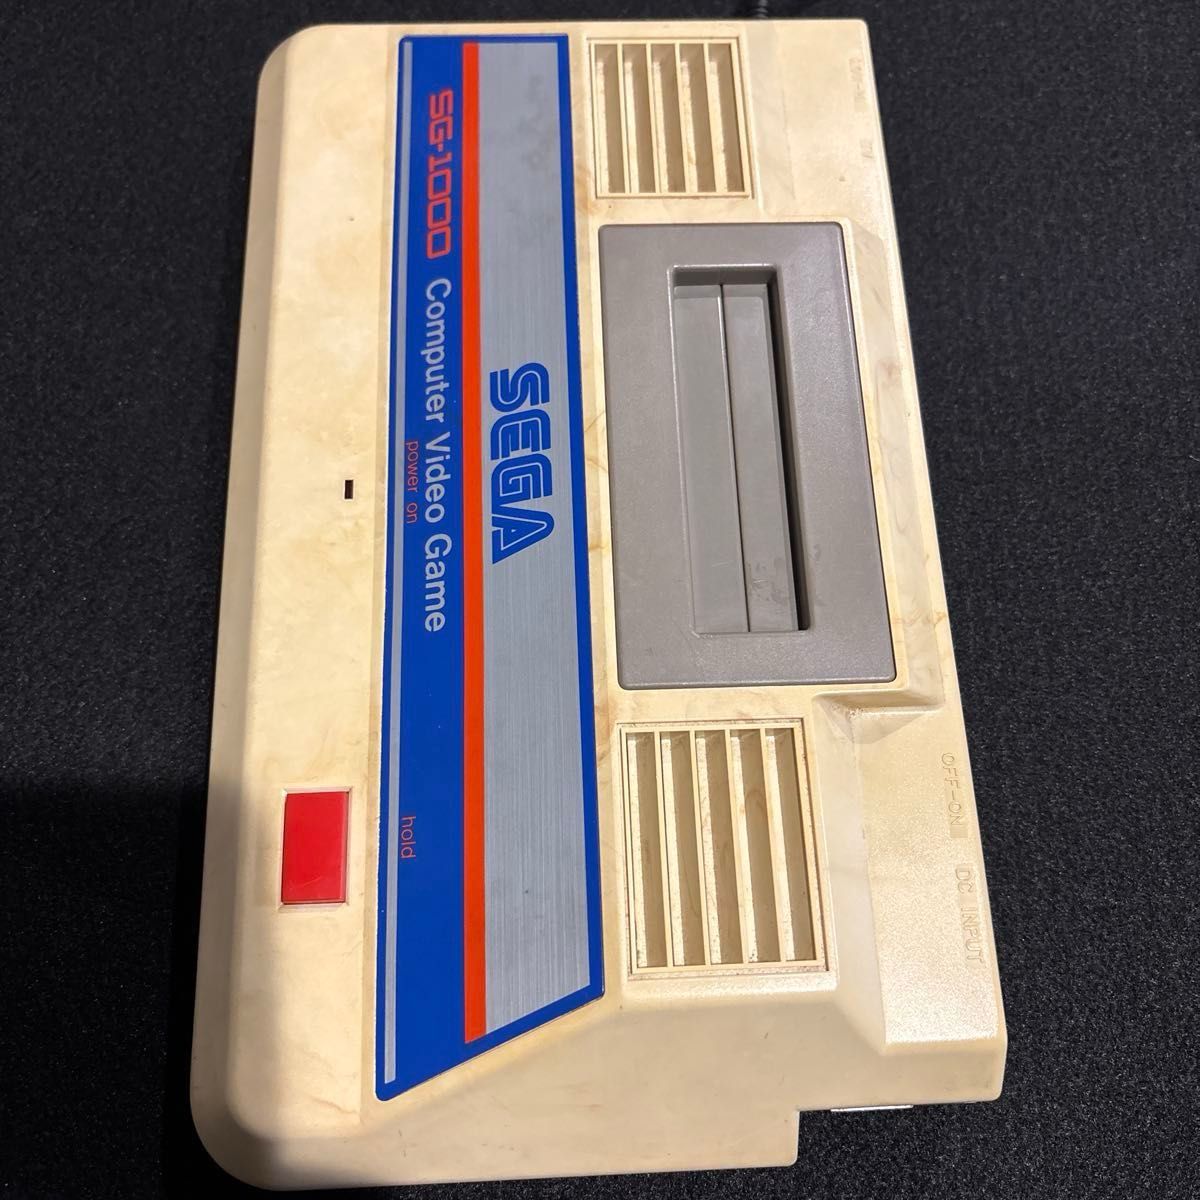 SG-1000 Computer Video Game
SEGA
power on
hold
OFF-ON
DC INPUT